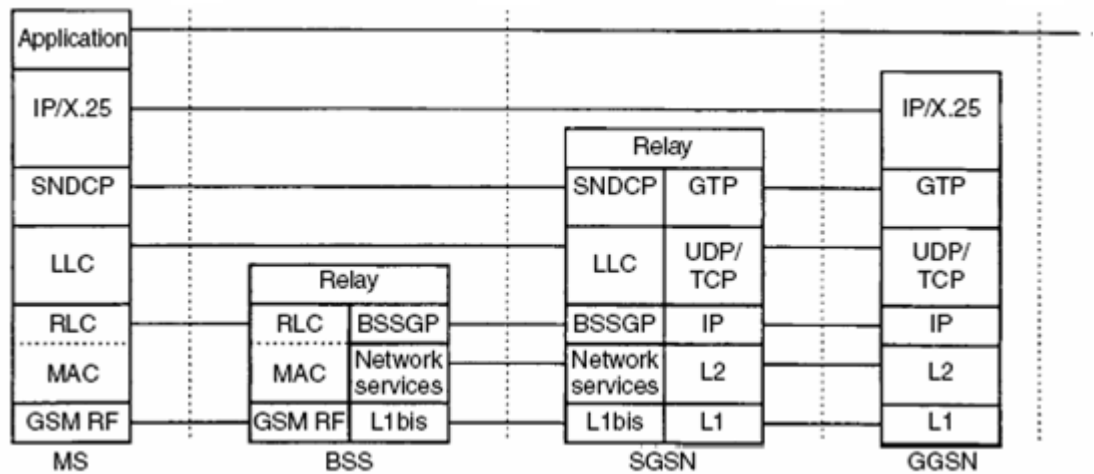 Application
IP/X.25
SNDCP
LLC
RLC
MAC
GSM RF
MS
Relay
RLC
BSSGP
MAC
Network
services
GSM RF
L1bis
BSS
Relay
SNDCP
GTP
LLC
UDP/
TCP
BSSGP
IP
Network
services
L2
L1bis
L1
SGSN
IP/X.25
GTP
UDP/
TCP
IP
L2
L1
GGSN